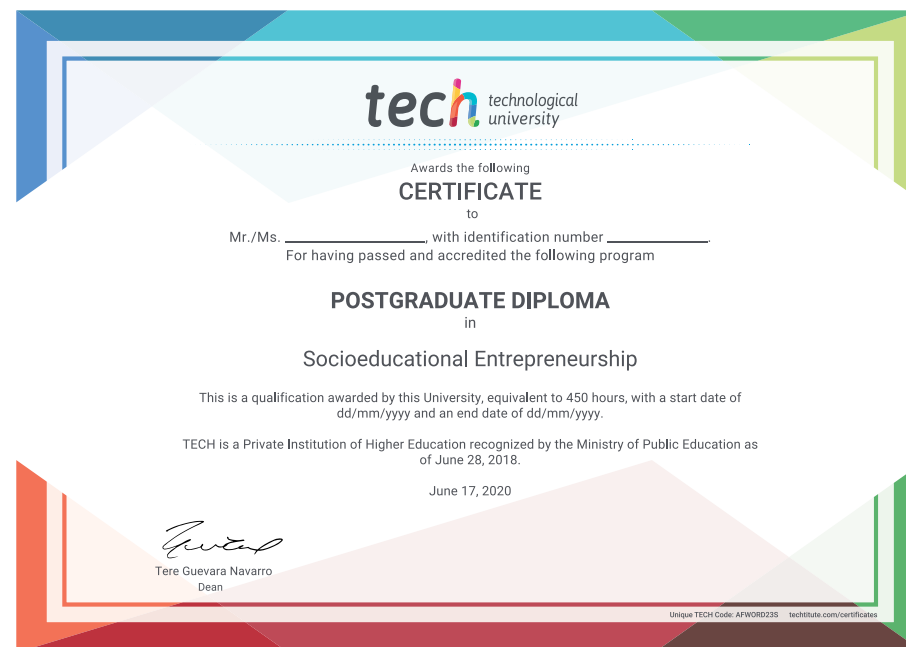 tech technological
university
Awards the following
CERTIFICATE
to
Mr./Ms. ____________________, with identification number ______________.
For having passed and accredited the following program
POSTGRADUATE DIPLOMA
in
Socioeducational Entrepreneurship
This is a qualification awarded by this University, equivalent to 450 hours, with a start date of
dd/mm/yyyy and an end date of dd/mm/yyyy.
TECH is a Private Institution of Higher Education recognized by the Ministry of Public Education as
of June 28, 2018.
June 17, 2020
Tere Guevara Navarro
Dean
Unique TECH Code: AFWORD23S techtitute.com/certificates